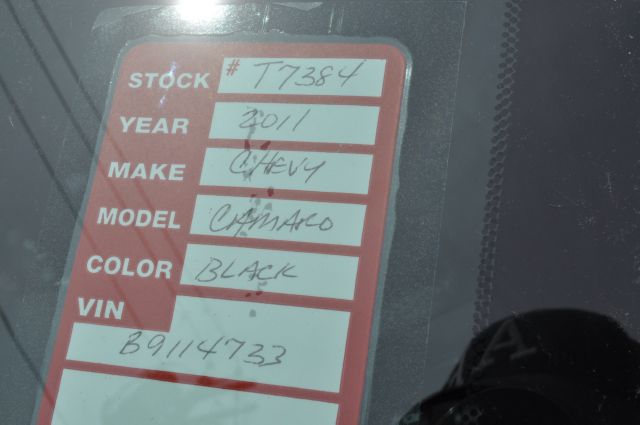 STOCK # T7384
YEAR 2011
MAKE CHEVY
MODEL CAMARO
COLOR BLACK
VIN
B9114733
A